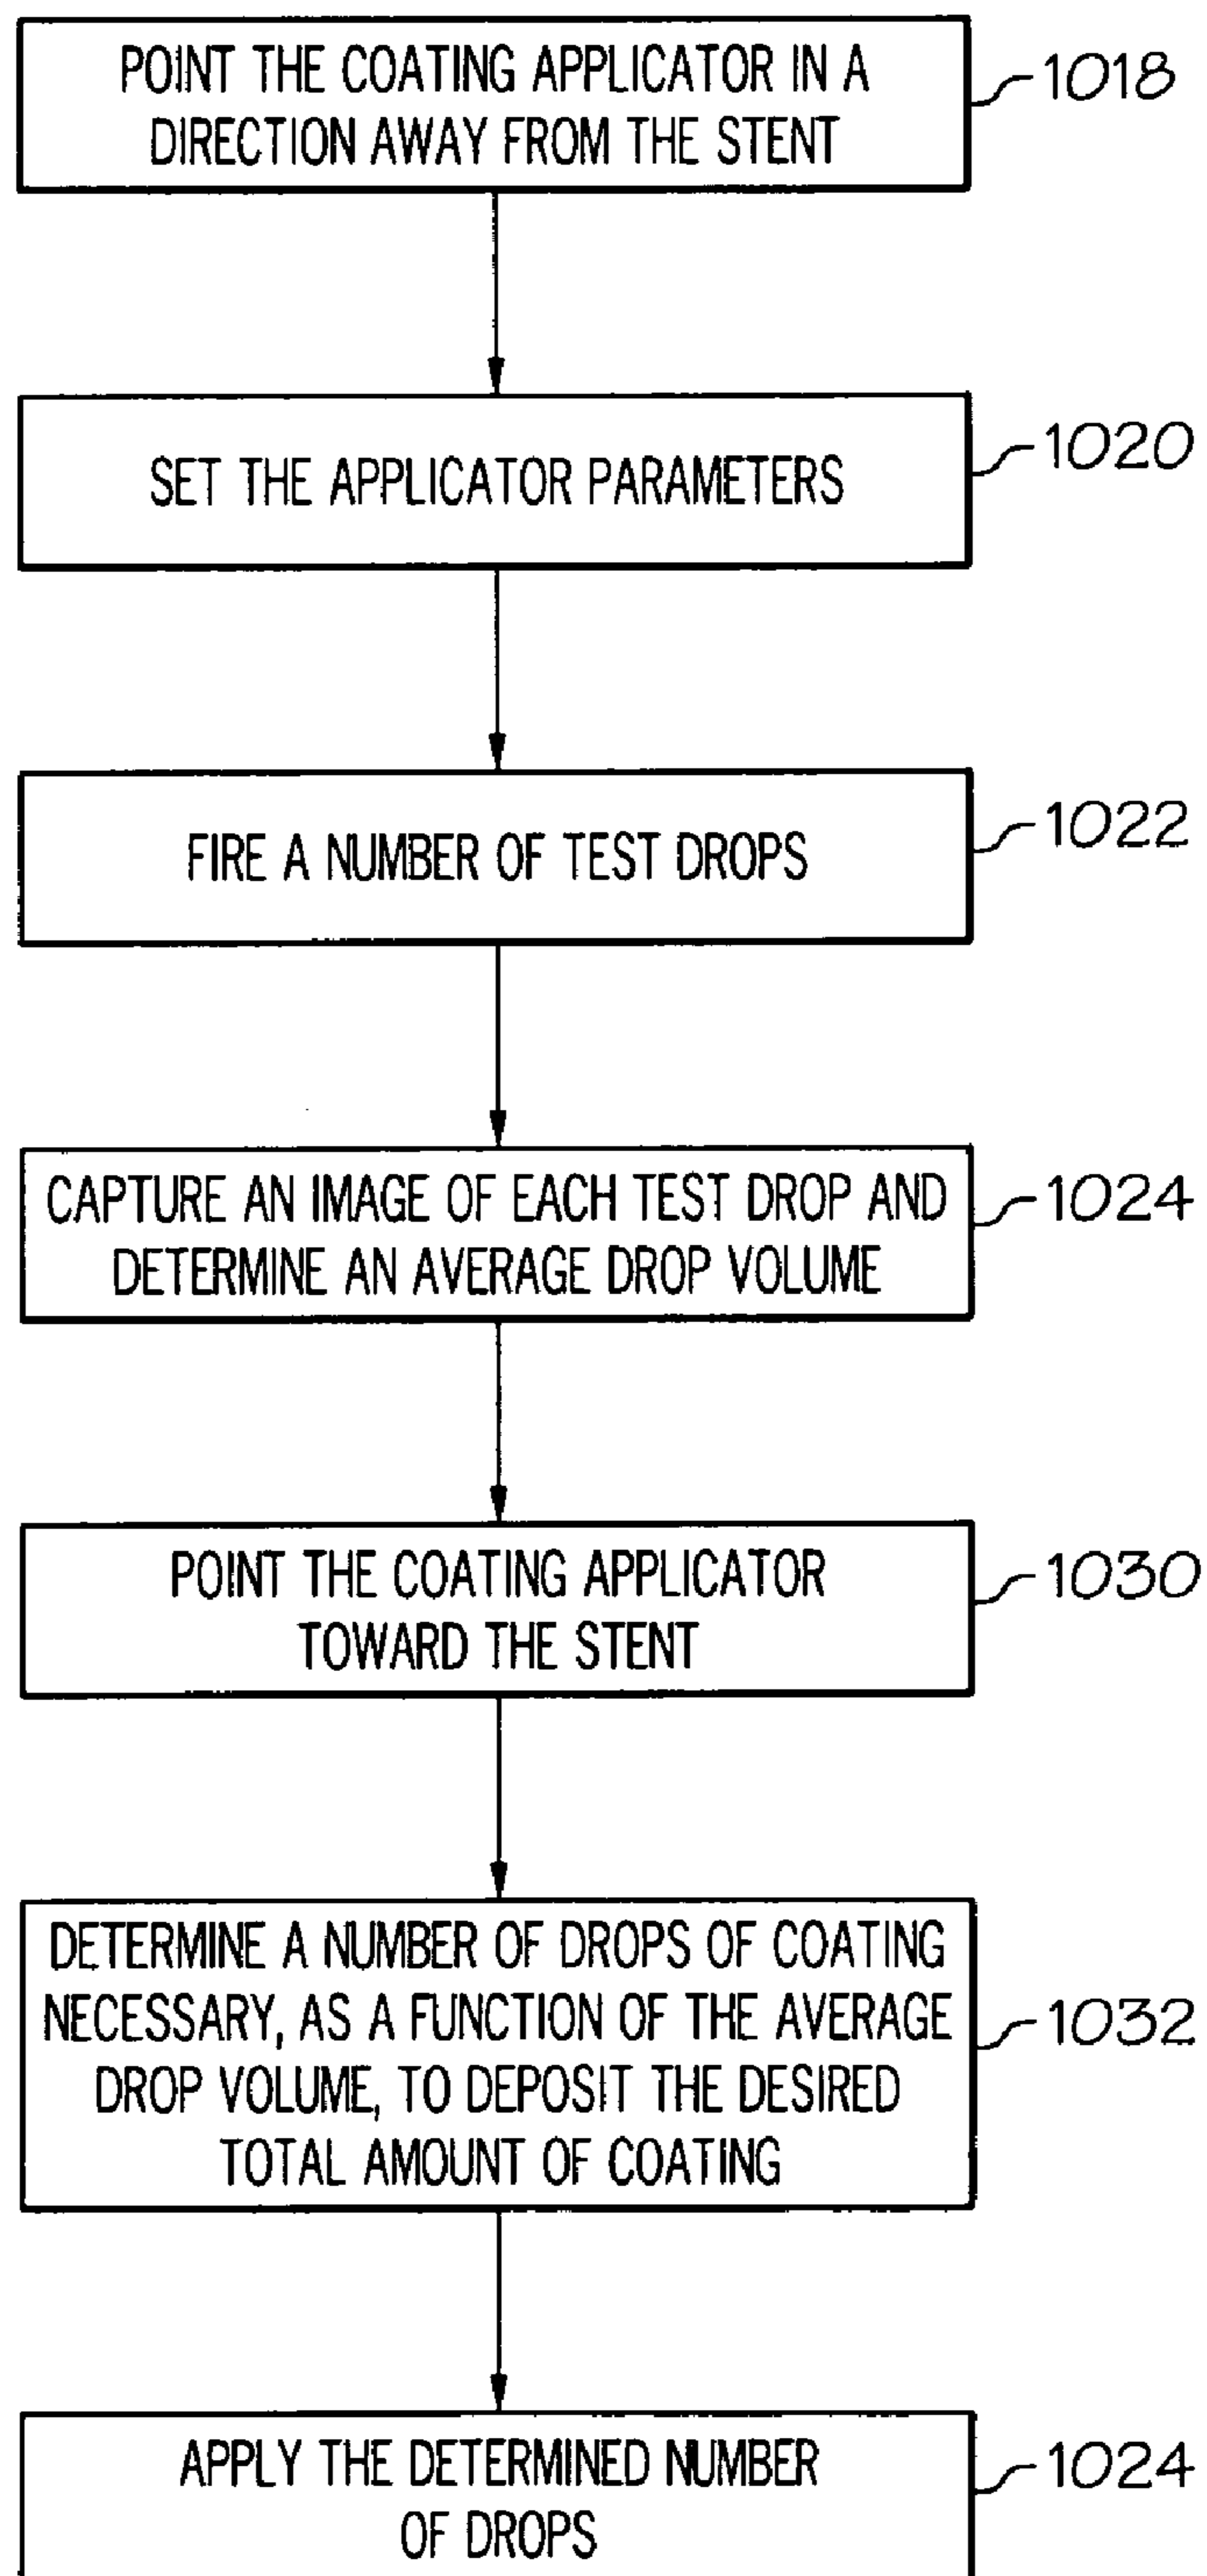 POINT THE COATING APPLICATOR IN A
DIRECTION AWAY FROM THE STENT
1018
SET THE APPLICATOR PARAMETERS
1020
FIRE A NUMBER OF TEST DROPS
1022
CAPTURE AN IMAGE OF EACH TEST DROP AND
DETERMINE AN AVERAGE DROP VOLUME
1024
POINT THE COATING APPLICATOR
TOWARD THE STENT
1030
DETERMINE A NUMBER OF DROPS OF COATING
NECESSARY, AS A FUNCTION OF THE AVERAGE
DROP VOLUME, TO DEPOSIT THE DESIRED
TOTAL AMOUNT OF COATING
1032
APPLY THE DETERMINED NUMBER
OF DROPS
1024